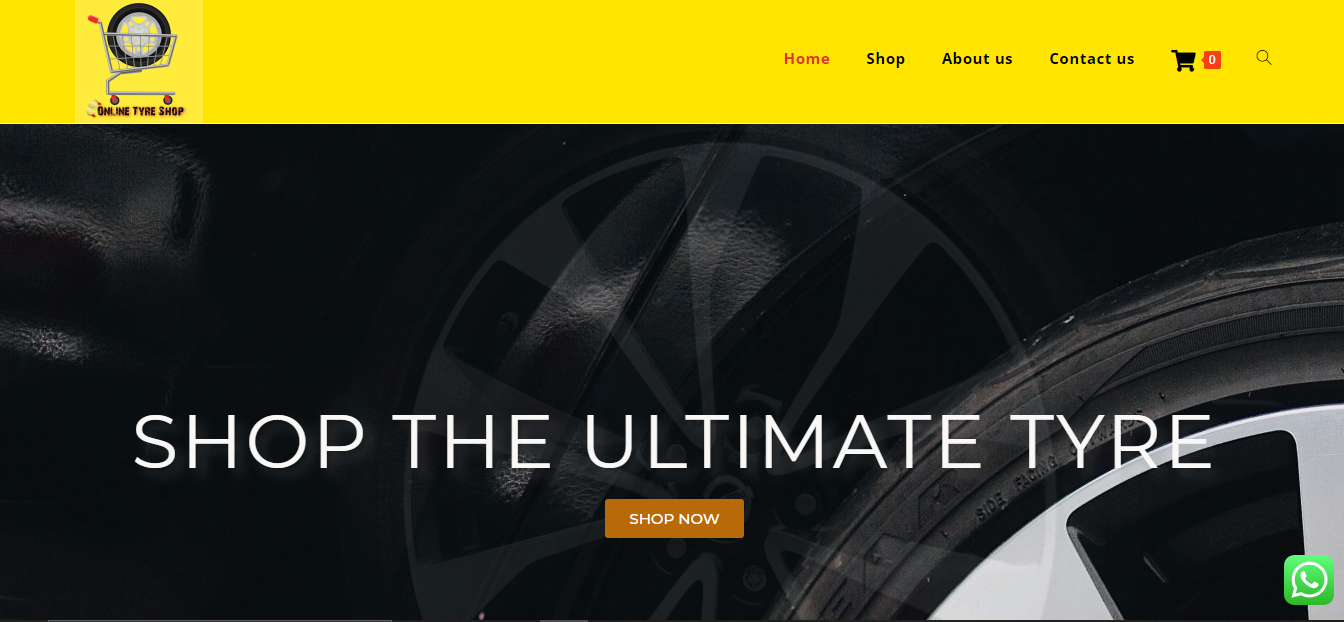 ONLINE TYRE SHOP
Home
Shop
About us
Contact us
0
SHOP THE ULTIMATE TYRE
SIDE FACING
SHOP NOW